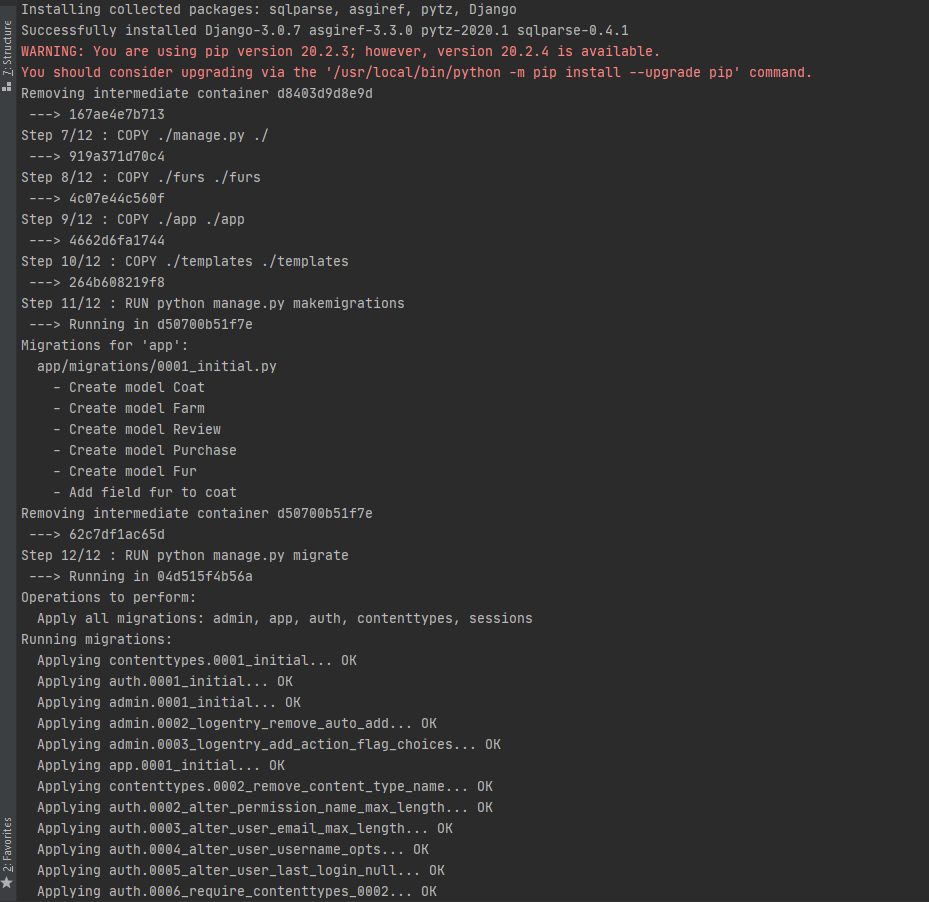 Installing collected packages: sqlparse, asgiref, pytz, Django
Successfully installed Django-3.0.7 asgiref-3.3.0 pytz-2020.1 sqlparse-0.4.1
WARNING: You are using pip version 20.2.3; however, version 20.2.4 is available.
You should consider upgrading via the '/usr/local/bin/python -m pip install --upgrade pip' command.
Removing intermediate container d8403d9d8e9d
 ---> 167ae4e7b713
Step 7/12 : COPY ./manage.py ./
 ---> 919a371d70c4
Step 8/12 : COPY ./furs ./furs
 ---> 4c07e44c560f
Step 9/12 : COPY ./app ./app
 ---> 4662d6fa1744
Step 10/12 : COPY ./templates ./templates
 ---> 264b608219f8
Step 11/12 : RUN python manage.py makemigrations
 ---> Running in d50700b51f7e
Migrations for 'app':
  app/migrations/0001_initial.py
    - Create model Coat
    - Create model Farm
    - Create model Review
    - Create model Purchase
    - Create model Fur
    - Add field fur to coat
Removing intermediate container d50700b51f7e
 ---> 62c7df1ac65d
Step 12/12 : RUN python manage.py migrate
 ---> Running in 04d515f4b56a
Operations to perform:
  Apply all migrations: admin, app, auth, contenttypes, sessions
Running migrations:
  Applying contenttypes.0001_initial... OK
  Applying auth.0001_initial... OK
  Applying admin.0001_initial... OK
  Applying admin.0002_logentry_remove_auto_add... OK
  Applying admin.0003_logentry_add_action_flag_choices... OK
  Applying app.0001_initial... OK
  Applying contenttypes.0002_remove_content_type_name... OK
  Applying auth.0002_alter_permission_name_max_length... OK
  Applying auth.0003_alter_user_email_max_length... OK
  Applying auth.0004_alter_user_username_opts... OK
  Applying auth.0005_alter_user_last_login_null... OK
  Applying auth.0006_require_contenttypes_0002... OK
7: Structure
2: Favorites